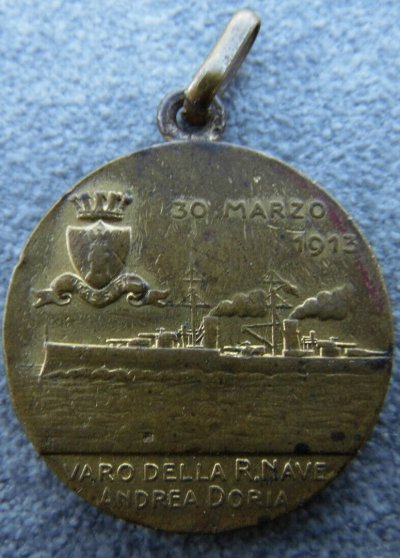 30 MARZO
1913
VARO DELLA R. NAVE
ANDREA DORIA